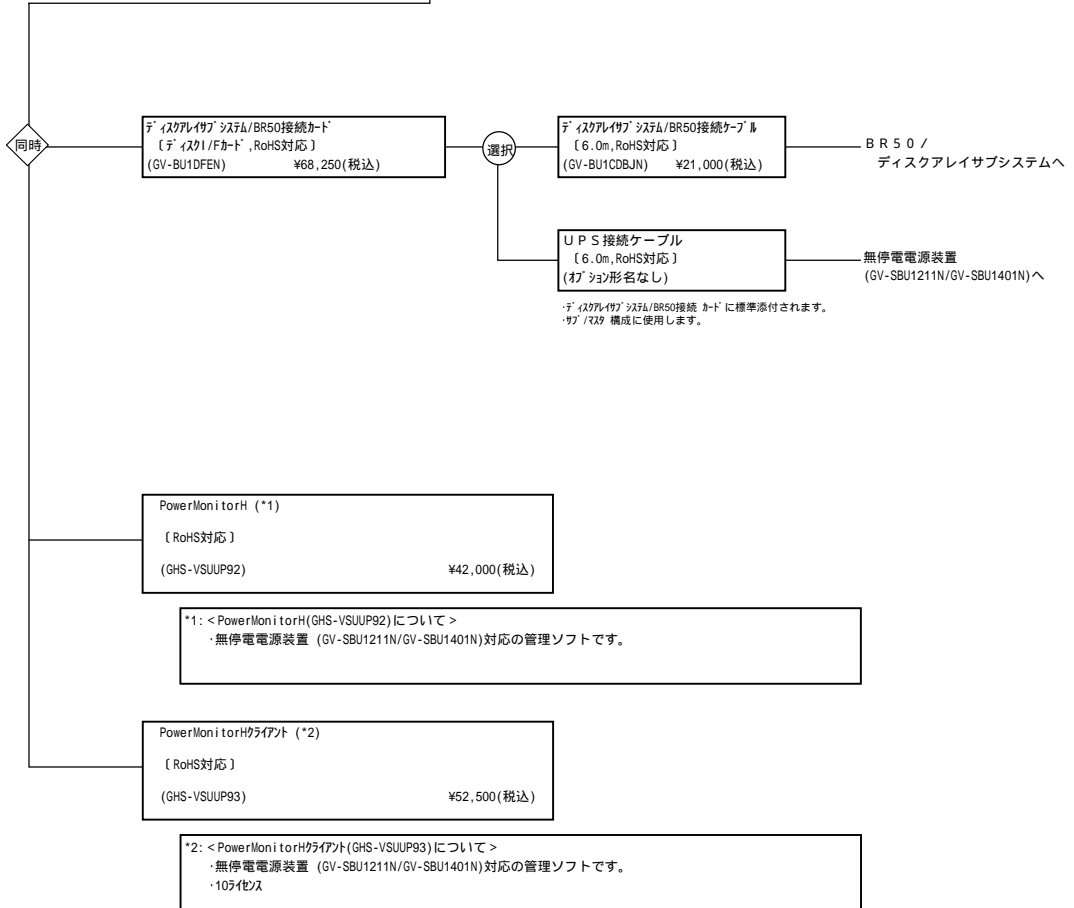 同時
ﾃﾞｨｽｸｱﾚｲｻﾌﾞｼｽﾃﾑ/BR50接続ｶｰﾄﾞ
〔ﾃﾞｨｽｸI/Fｶｰﾄﾞ,RoHS対応〕
(GV-BU1DFEN) ¥68,250(税込)
選択
ﾃﾞｨｽｸｱﾚｲｻﾌﾞｼｽﾃﾑ/BR50接続ｹｰﾌﾞﾙ
〔6.0m,RoHS対応〕
(GV-BU1CDBJN) ¥21,000(税込)
ＢＲ５０／
ディスクアレイサブシステムへ
ＵＰＳ接続ケーブル
〔6.0m,RoHS対応〕
(ｵﾌﾟｼｮﾝ形名なし)
無停電電源装置
(GV-SBU1211N/GV-SBU1401N)へ
･ﾃﾞｨｽｸｱﾚｲｻﾌﾞｼｽﾃﾑ/BR50接続 ｶｰﾄﾞに標準添付されます。
･ｻﾌﾞ/ﾏｽﾀ 構成に使用します。
PowerMonitorH (*1)
〔RoHS対応〕
(GHS-VSUUP92) ¥42,000(税込)
*1:＜PowerMonitorH(GHS-VSUUP92)について＞
･無停電電源装置 (GV-SBU1211N/GV-SBU1401N)対応の管理ソフトです。
PowerMonitorHｸﾗｲｱﾝﾄ (*2)
〔RoHS対応〕
(GHS-VSUUP93) ¥52,500(税込)
*2:＜PowerMonitorHｸﾗｲｱﾝﾄ(GHS-VSUUP93)について＞
･無停電電源装置 (GV-SBU1211N/GV-SBU1401N)対応の管理ソフトです。
･10ﾗｲｾﾝｽ